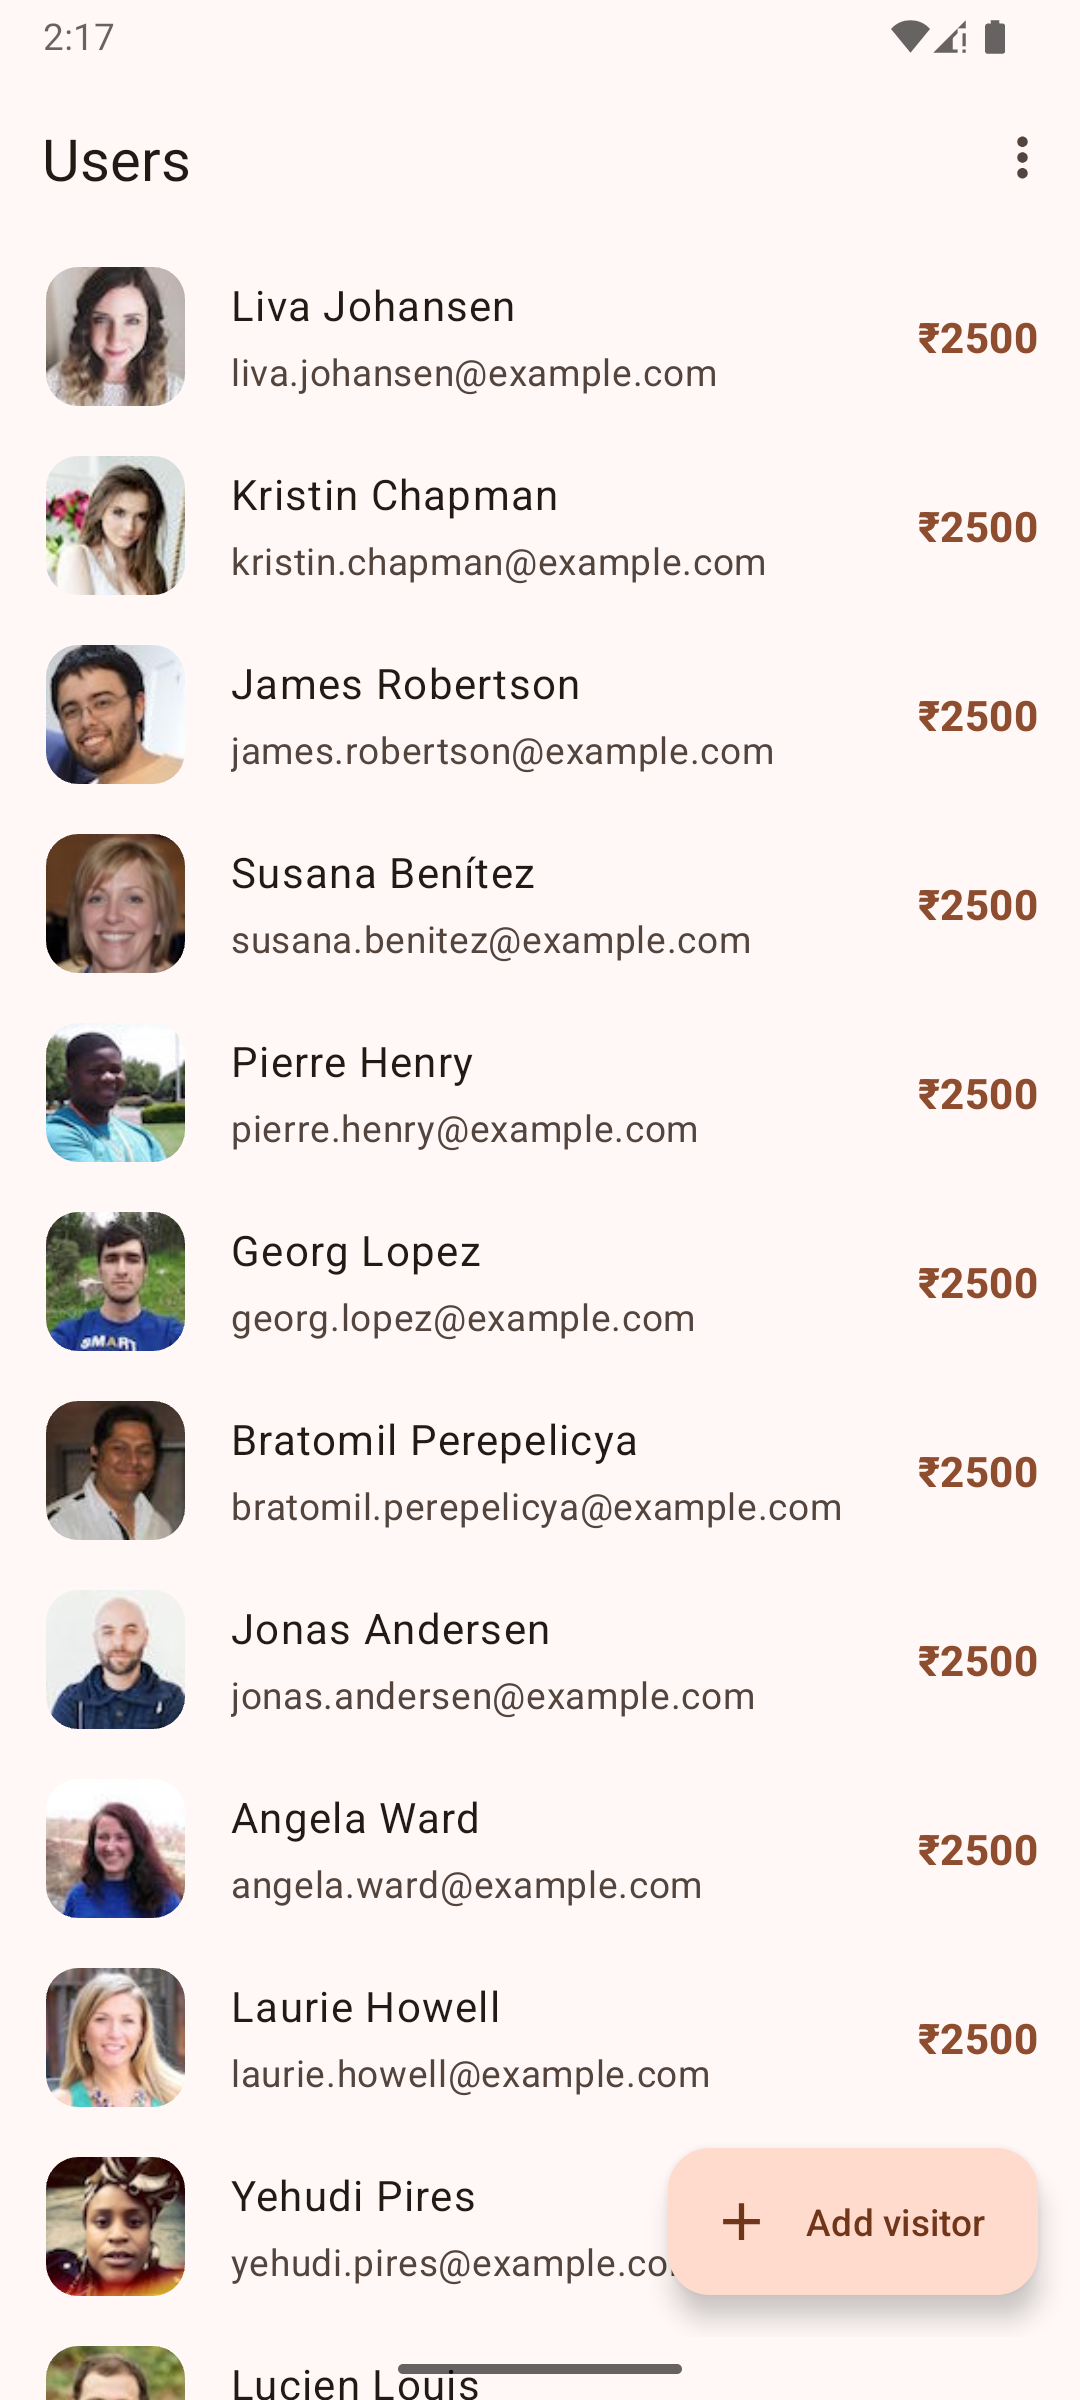 2:17
Users
Liva Johansen
liva.johansen@example.com
₹2500
Kristin Chapman
kristin.chapman@example.com
₹2500
James Robertson
james.robertson@example.com
₹2500
Susana Benítez
susana.benitez@example.com
₹2500
Pierre Henry
pierre.henry@example.com
₹2500
Georg Lopez
georg.lopez@example.com
₹2500
SMART
Bratomil Perepelicya
bratomil.perepelicya@example.com
₹2500
Jonas Andersen
jonas.andersen@example.com
₹2500
Angela Ward
angela.ward@example.com
₹2500
Laurie Howell
laurie.howell@example.com
₹2500
Yehudi Pires
yehudi.pires@example.co
Add visitor
Lucien Louis